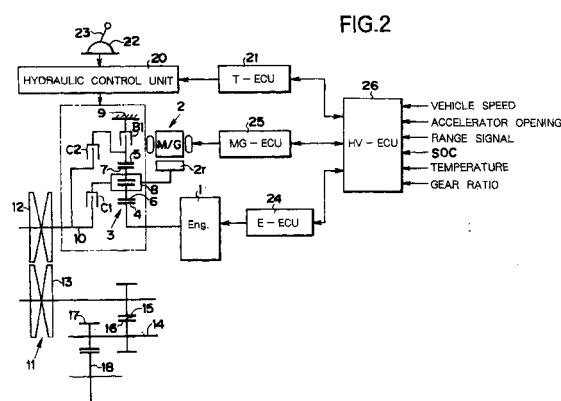 FIG.2
23
22
20
HYDRAULIC CONTROL UNIT
21
T-ECU
26
HV-ECU
VEHICLE SPEED
ACCELERATOR OPENING
RANGE SIGNAL
SOC
TEMPERATURE
GEAR RATIO
2
25
M/G
MG-ECU
9
B1
C2
5
7
2r
8
6
4
3
C1
10
12
1
Eng.
24
E-ECU
13
11
17
15
16
14
18